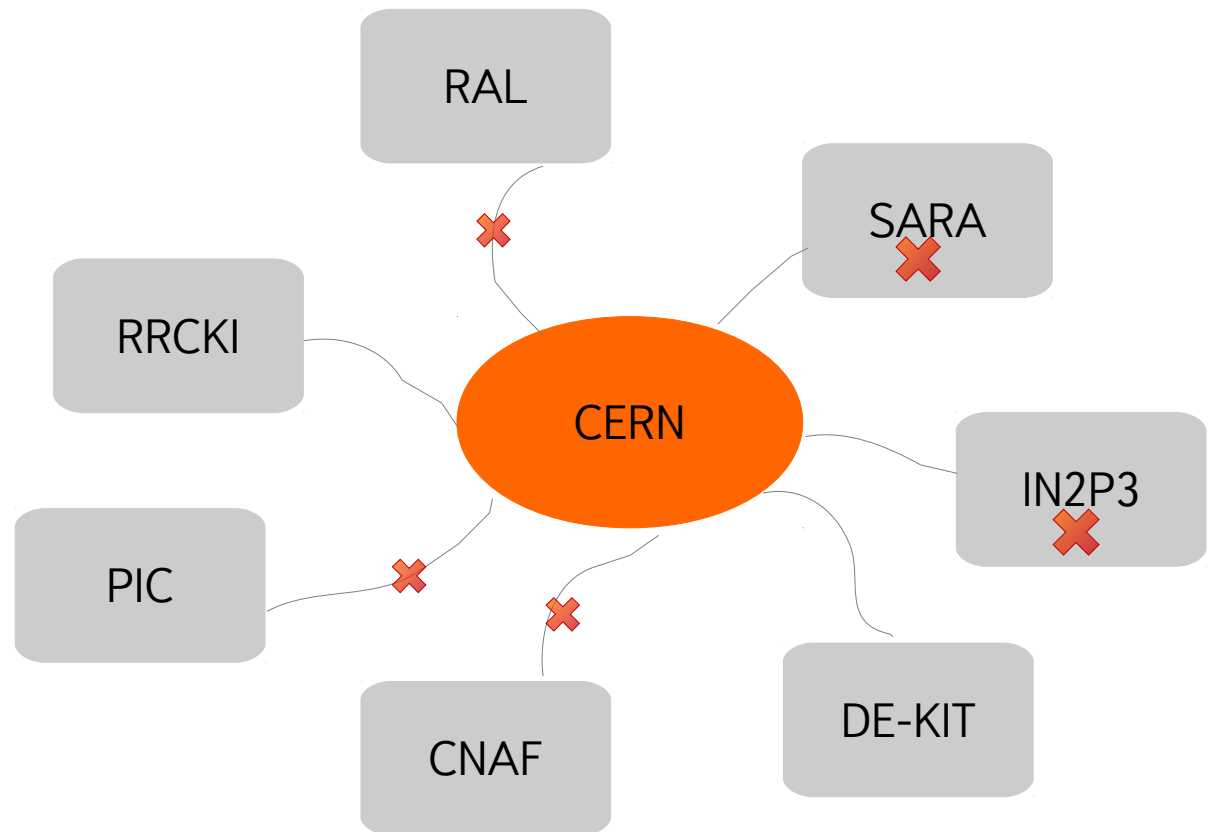 RAL
SARA
RRCKI
CERN
IN2P3
PIC
DE-KIT
CNAF